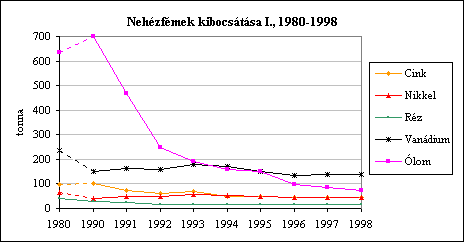 Nehézfémek kibocsátása I., 1980-1998
700
600
500
400
300
200
100
0
tonna
1980 1990 1991 1992 1993 1994 1995 1996 1997 1998
Cink
Nikkel
Réz
Vanádium
Ólom